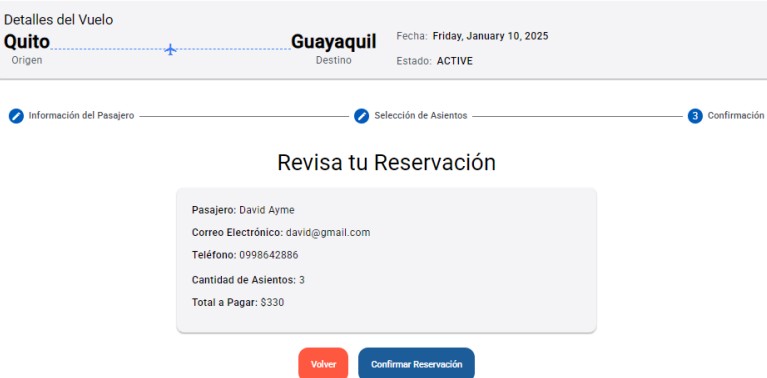 Detalles del Vuelo
Quito Guayaquil
Origen Destino
Fecha: Friday, January 10, 2025
Estado: ACTIVE
Información del Pasajero Selección de Asientos 3 Confirmación
Revisa tu Reservación
Pasajero: David Ayme
Correo Electrónico: david@gmail.com
Teléfono: 0998642886
Cantidad de Asientos: 3
Total a Pagar: $330
Volver Confirmar Reservación